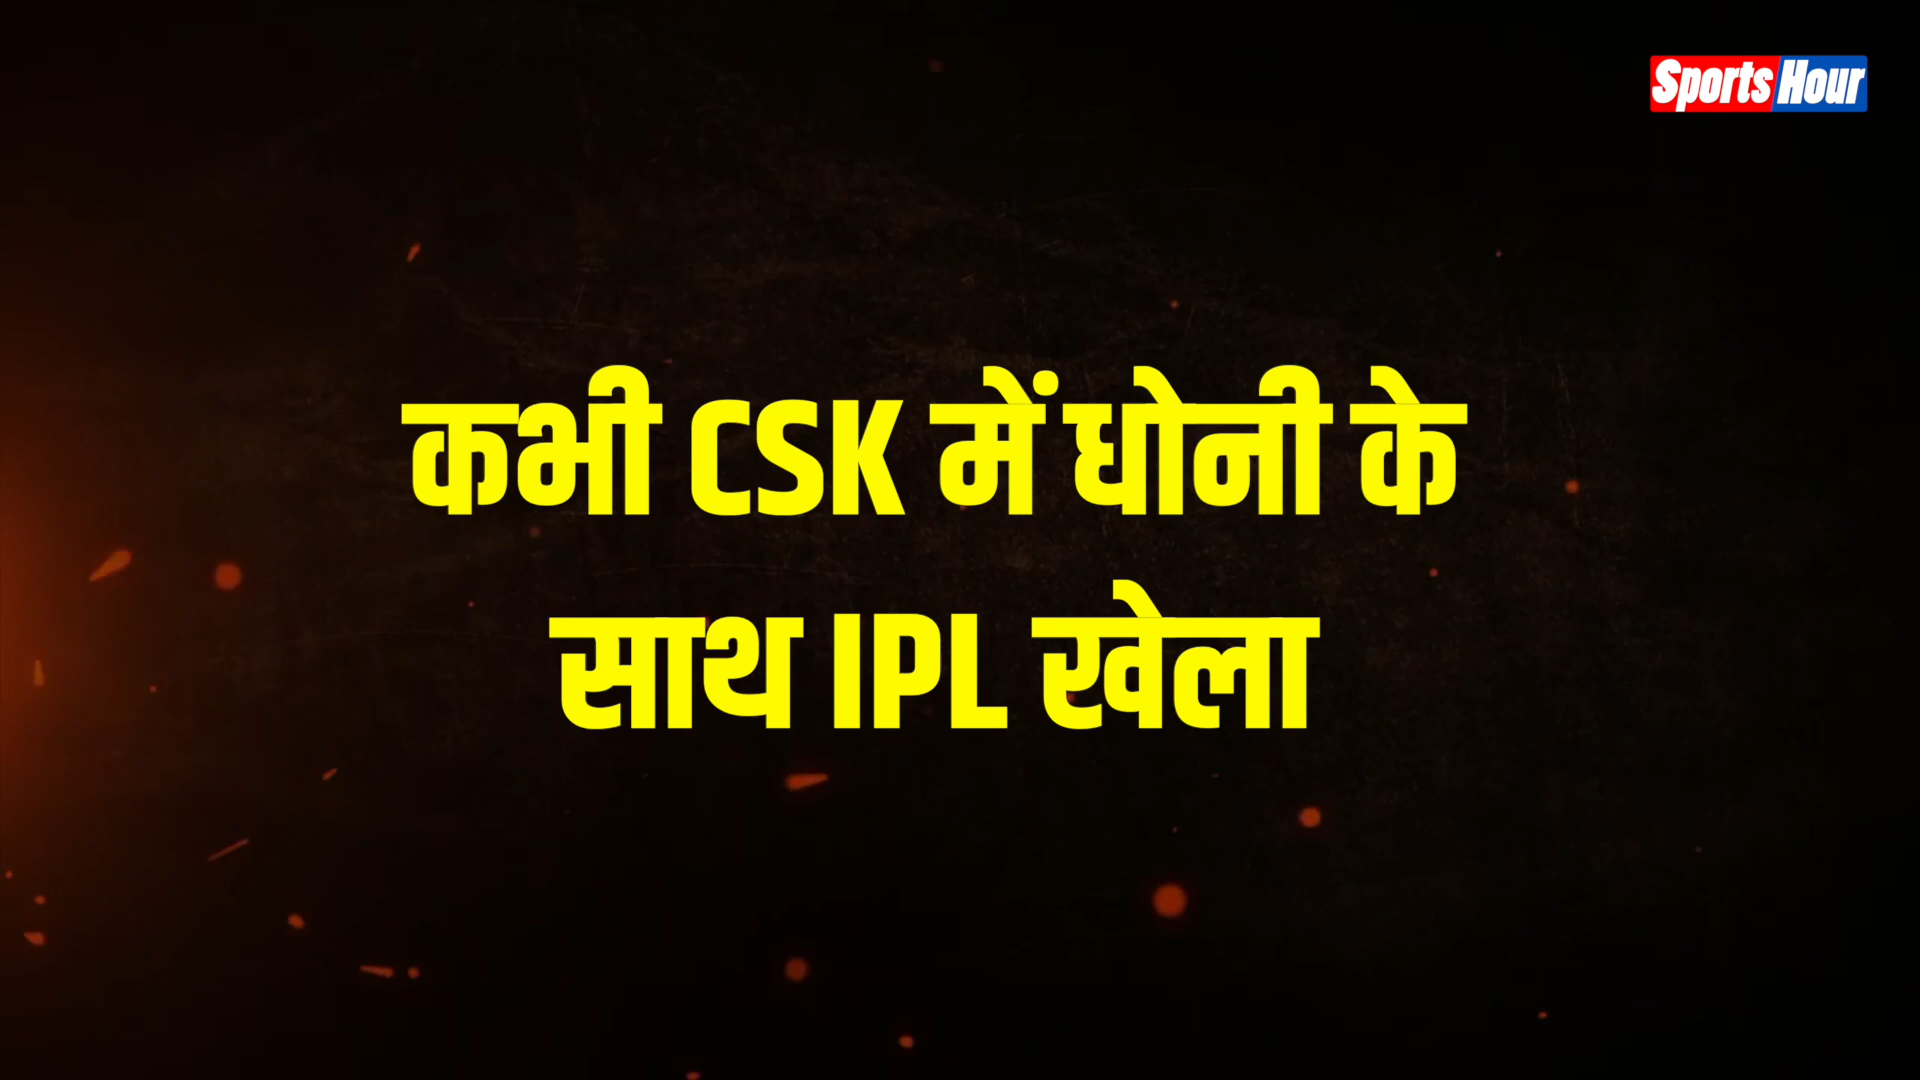 Sports Hour
कभी CSK में धोनी के
साथ IPL खेला